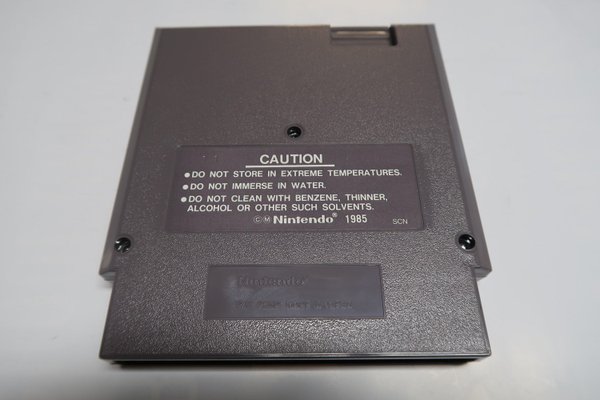 CAUTION
●DO NOT STORE IN EXTREME TEMPERATURES.
●DO NOT IMMERSE IN WATER.
●DO NOT CLEAN WITH BENZENE, THINNER,
ALCOHOL OR OTHER SUCH SOLVENTS.
©Ⓜ Nintendo® 1985 SCN
Nintendo®